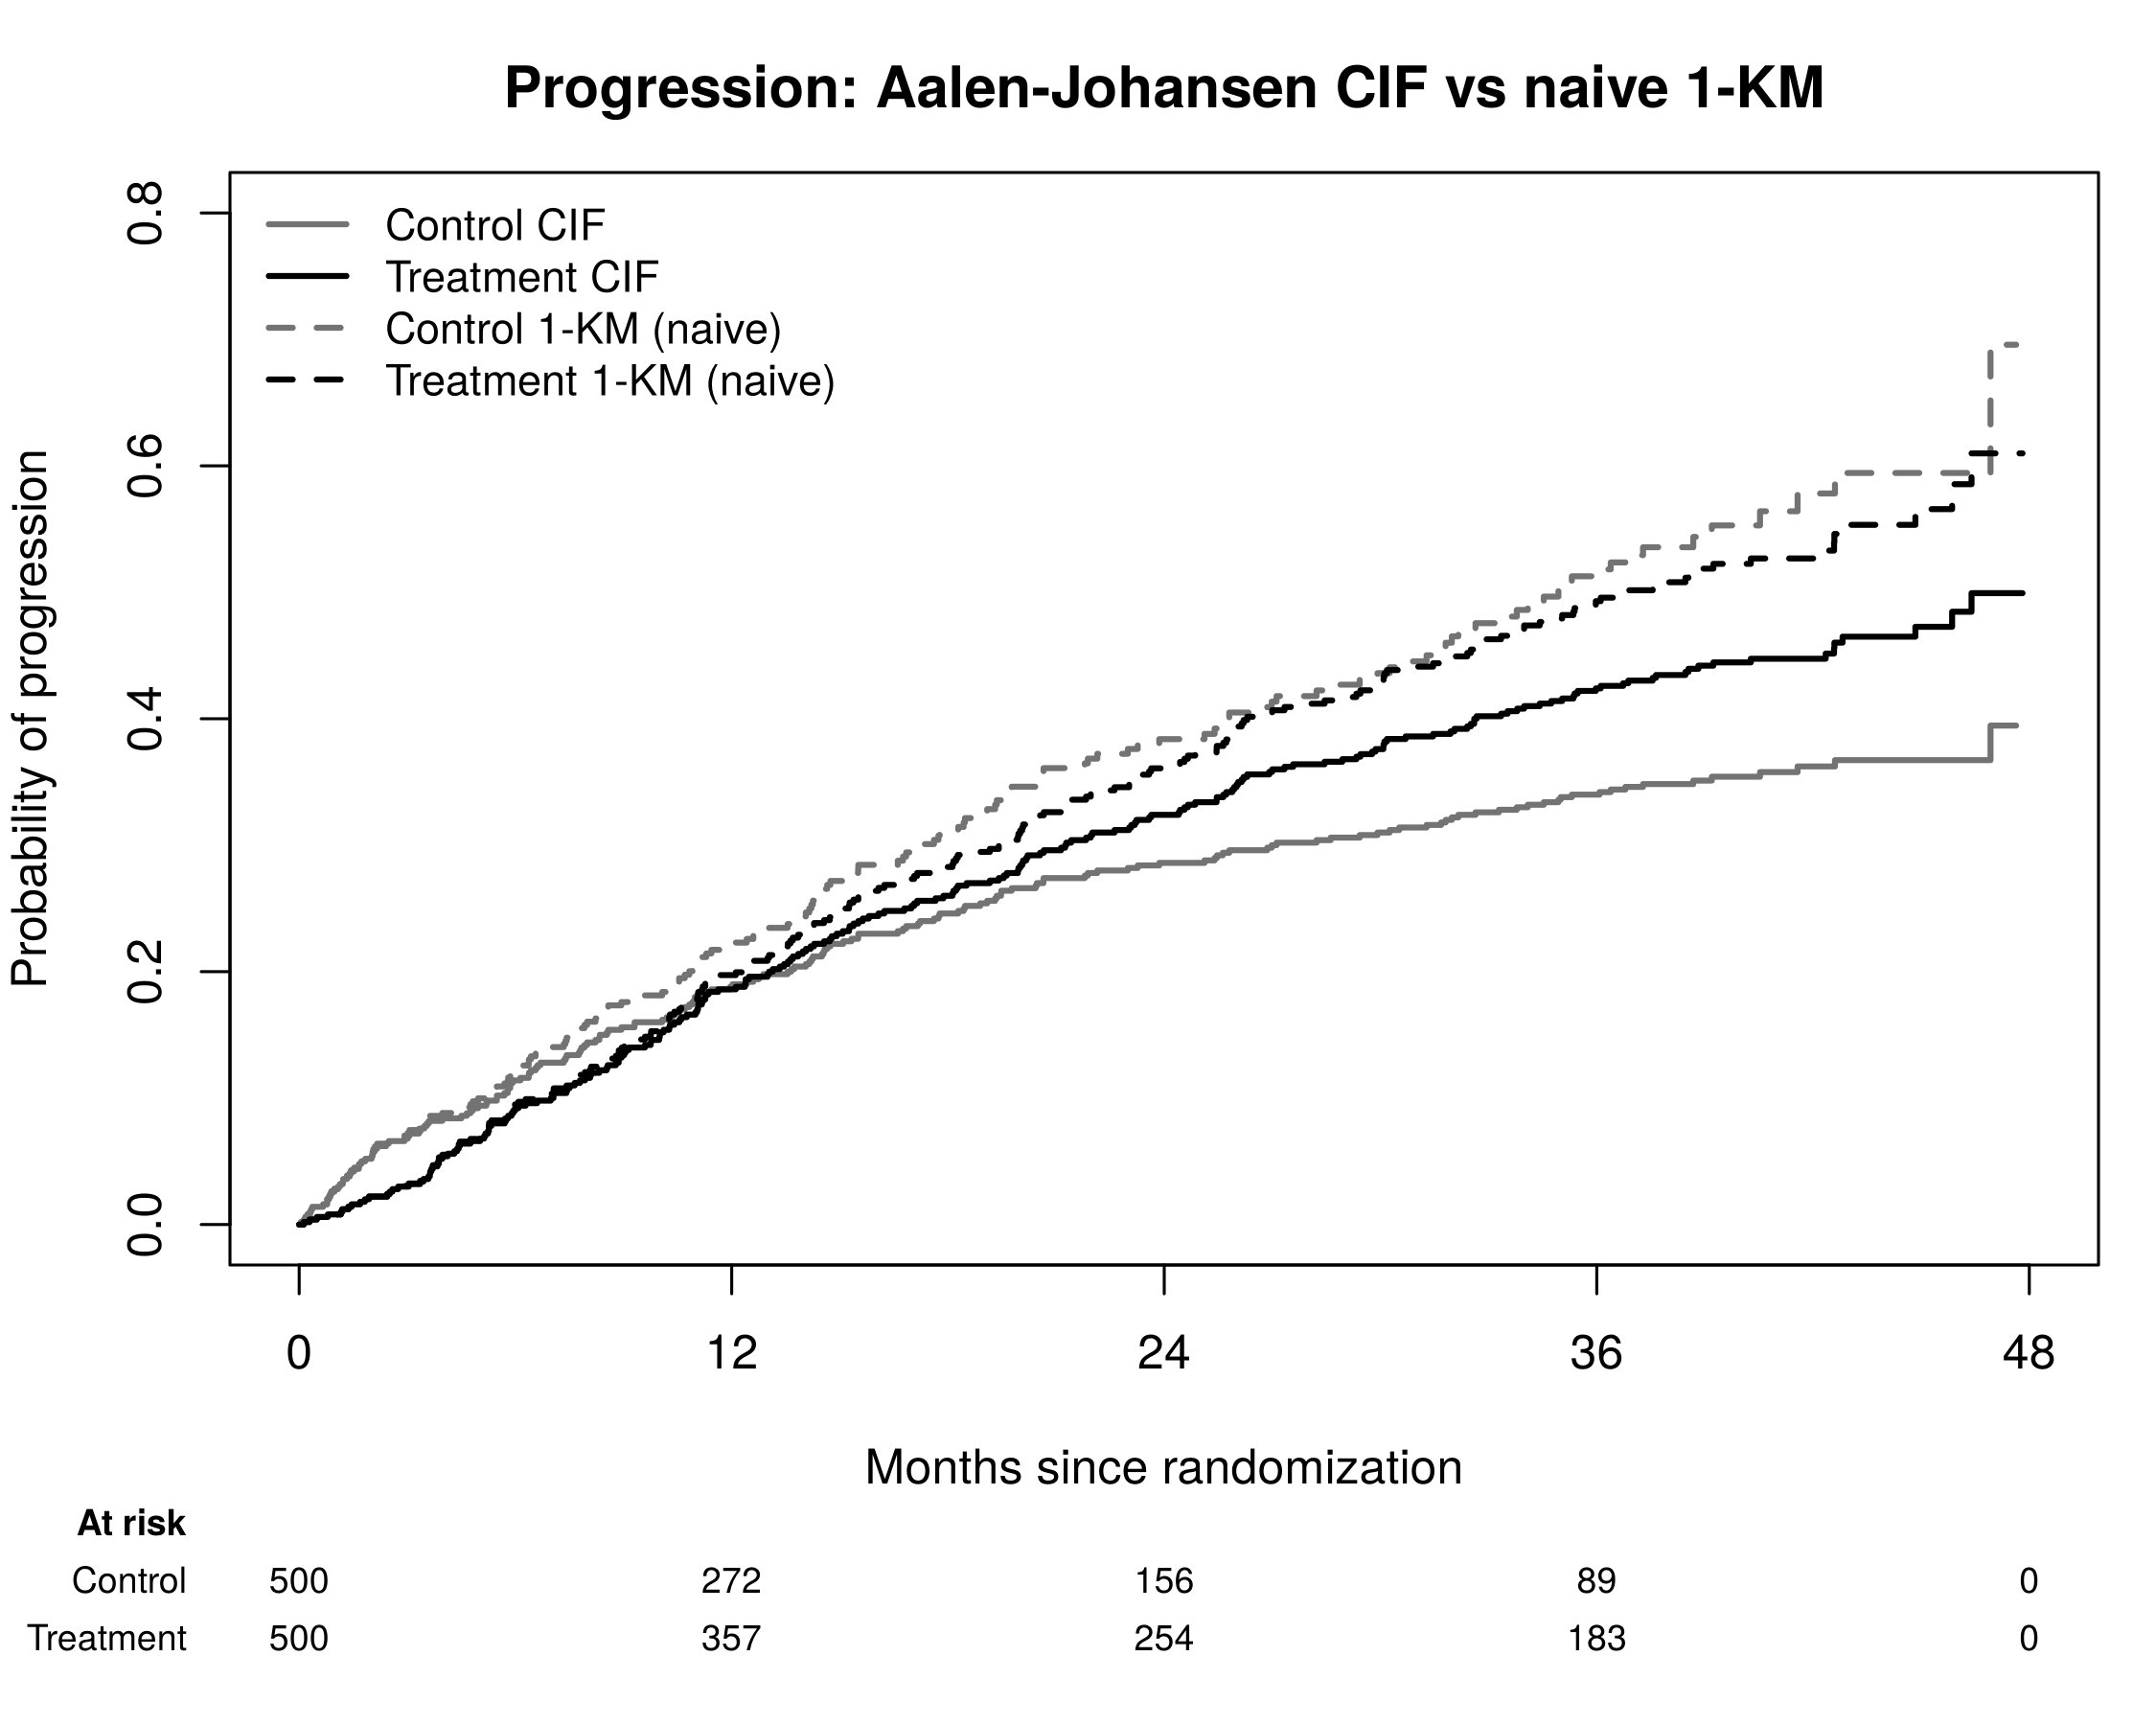 Progression: Aalen-Johansen CIF vs naive 1-KM
Control CIF
Treatment CIF
Control 1-KM (naive)
Treatment 1-KM (naive)
Probability of progression
0.8
0.6
0.4
0.2
0.0
0 12 24 36 48
Months since randomization
At risk
Control 500 272 156 89 0
Treatment 500 357 254 183 0